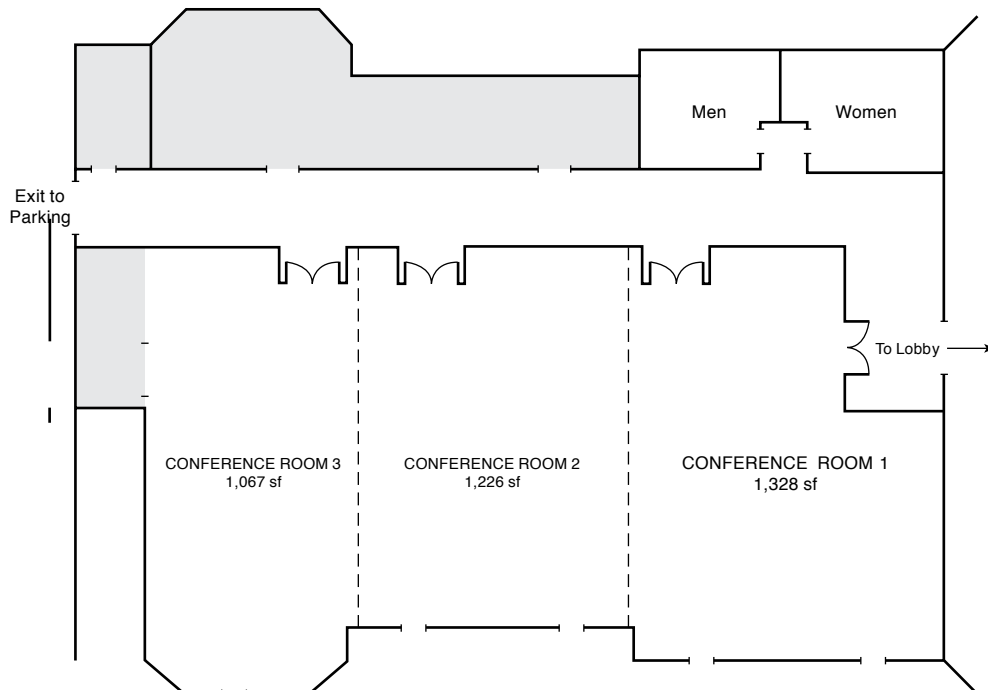 Men
Women
Exit to
Parking
To Lobby
CONFERENCE ROOM 3
1,067 sf
CONFERENCE ROOM 2
1,226 sf
CONFERENCE ROOM 1
1,328 sf